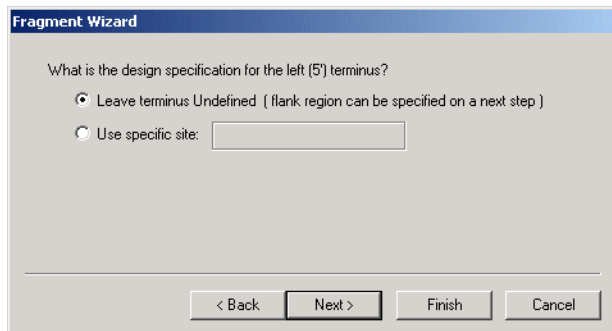 Fragment Wizard
What is the design specification for the left (5') terminus?
Leave terminus Undefined ( flank region can be specified on a next step )
Use specific site:
< Back Next > Finish Cancel